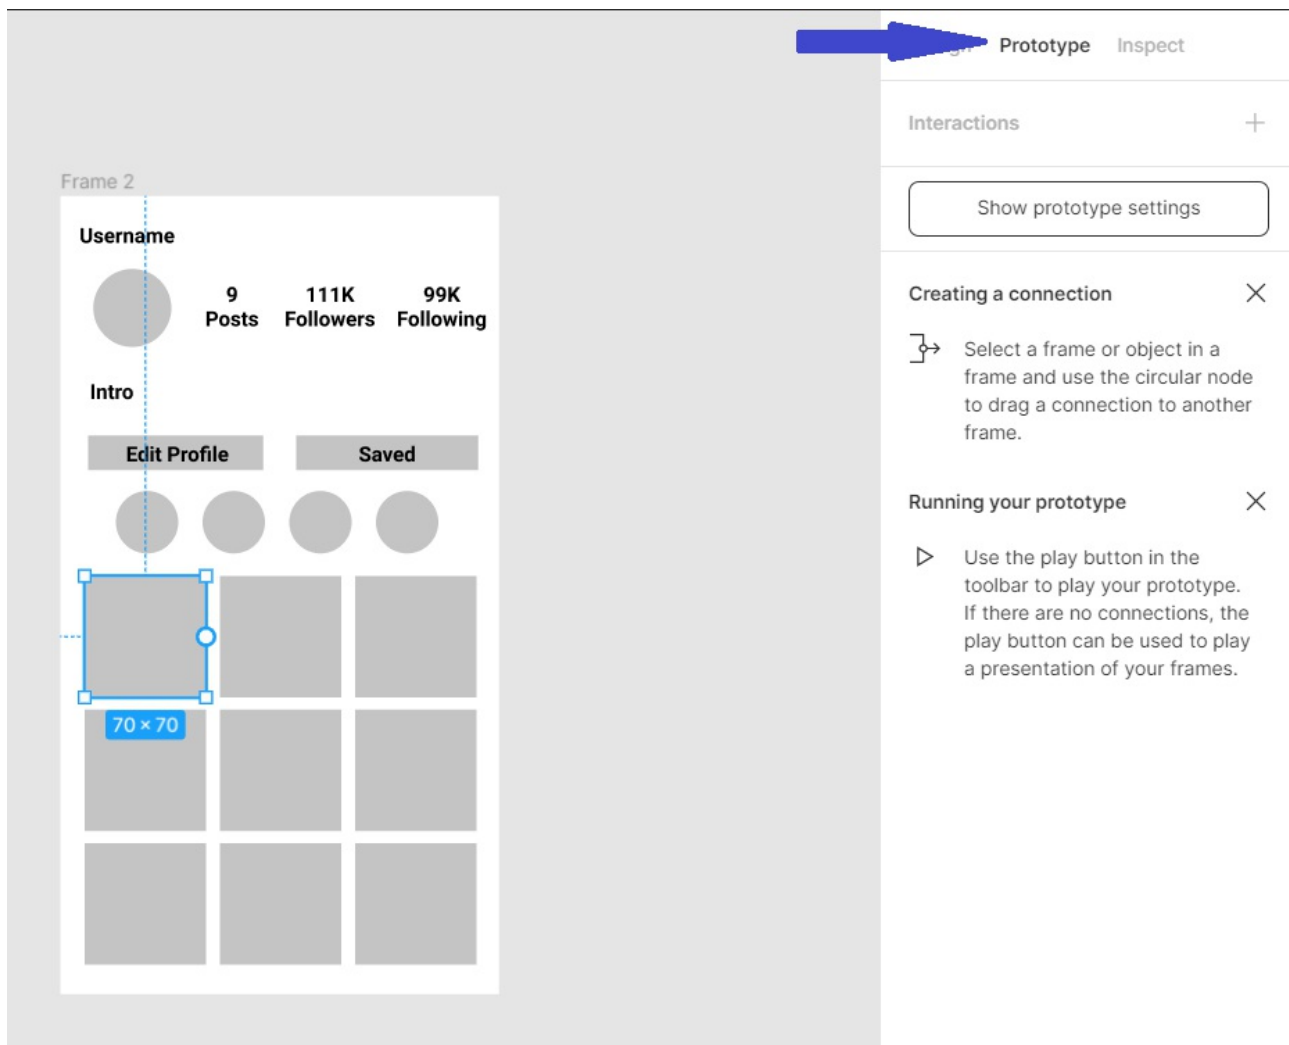 Prototype Inspect
Interactions
Show prototype settings
Creating a connection
Select a frame or object in a
frame and use the circular node
to drag a connection to another
frame.
Running your prototype
Use the play button in the
toolbar to play your prototype.
If there are no connections, the
play button can be used to play
a presentation of your frames.
Frame 2
Username
9 111K 99K
Posts Followers Following
Intro
Edit Profile Saved
70 × 70